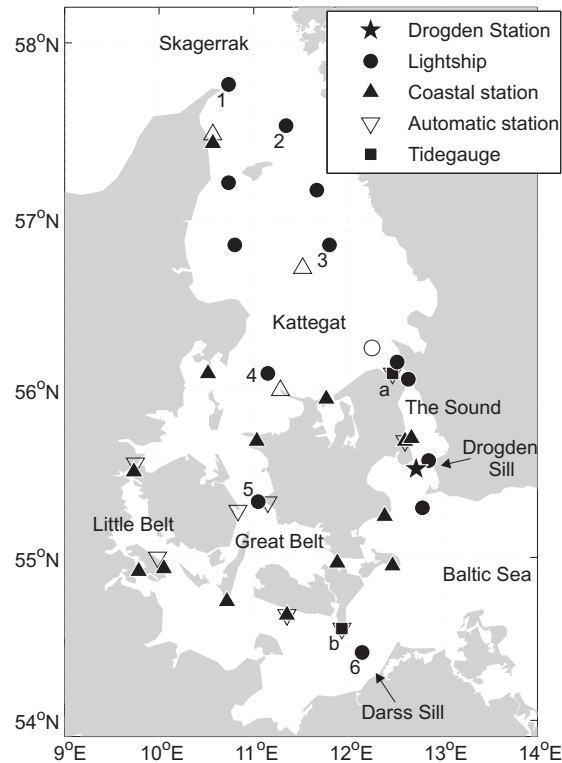 58°N
Skagerrak
Drogden Station
Lightship
Coastal station
Automatic station
Tidegauge
1
2
57°N
3
Kattegat
56°N
4
a
The Sound
Drogden
Sill
5
Little Belt
Great Belt
55°N
Baltic Sea
b
6
Darss Sill
54°N
9°E
10°E
11°E
12°E
13°E
14°E